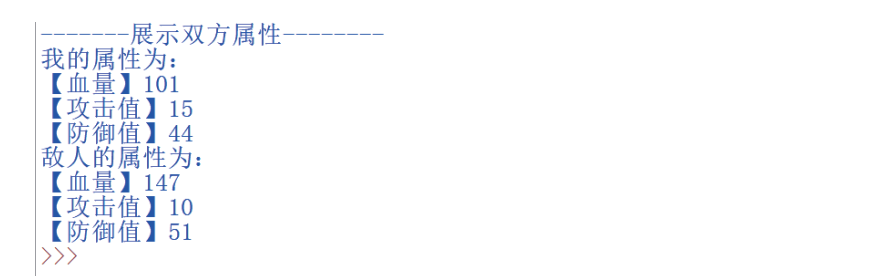 -------展示双方属性--------
我的属性为：
【血量】101
【攻击值】15
【防御值】44
敌人的属性为：
【血量】147
【攻击值】10
【防御值】51
>>>